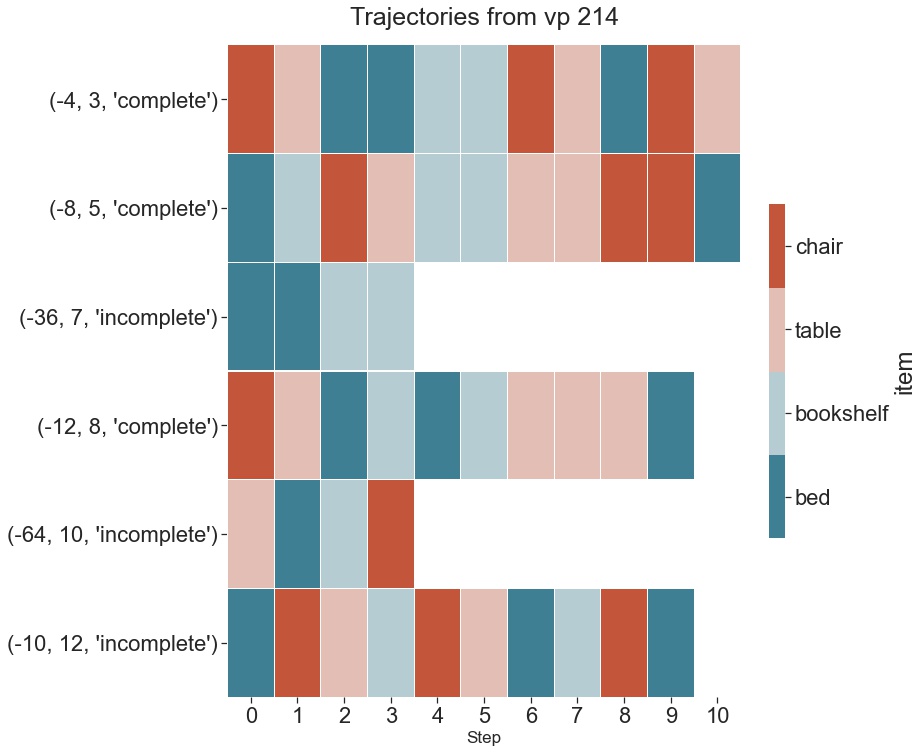 Trajectories from vp 214
(-4, 3, 'complete')
(-8, 5, 'complete')
(-36, 7, 'incomplete')
(-12, 8, 'complete')
(-64, 10, 'incomplete')
(-10, 12, 'incomplete')
0 1 2 3 4 5 6 7 8 9 10
Step
chair
table
bookshelf
bed
item